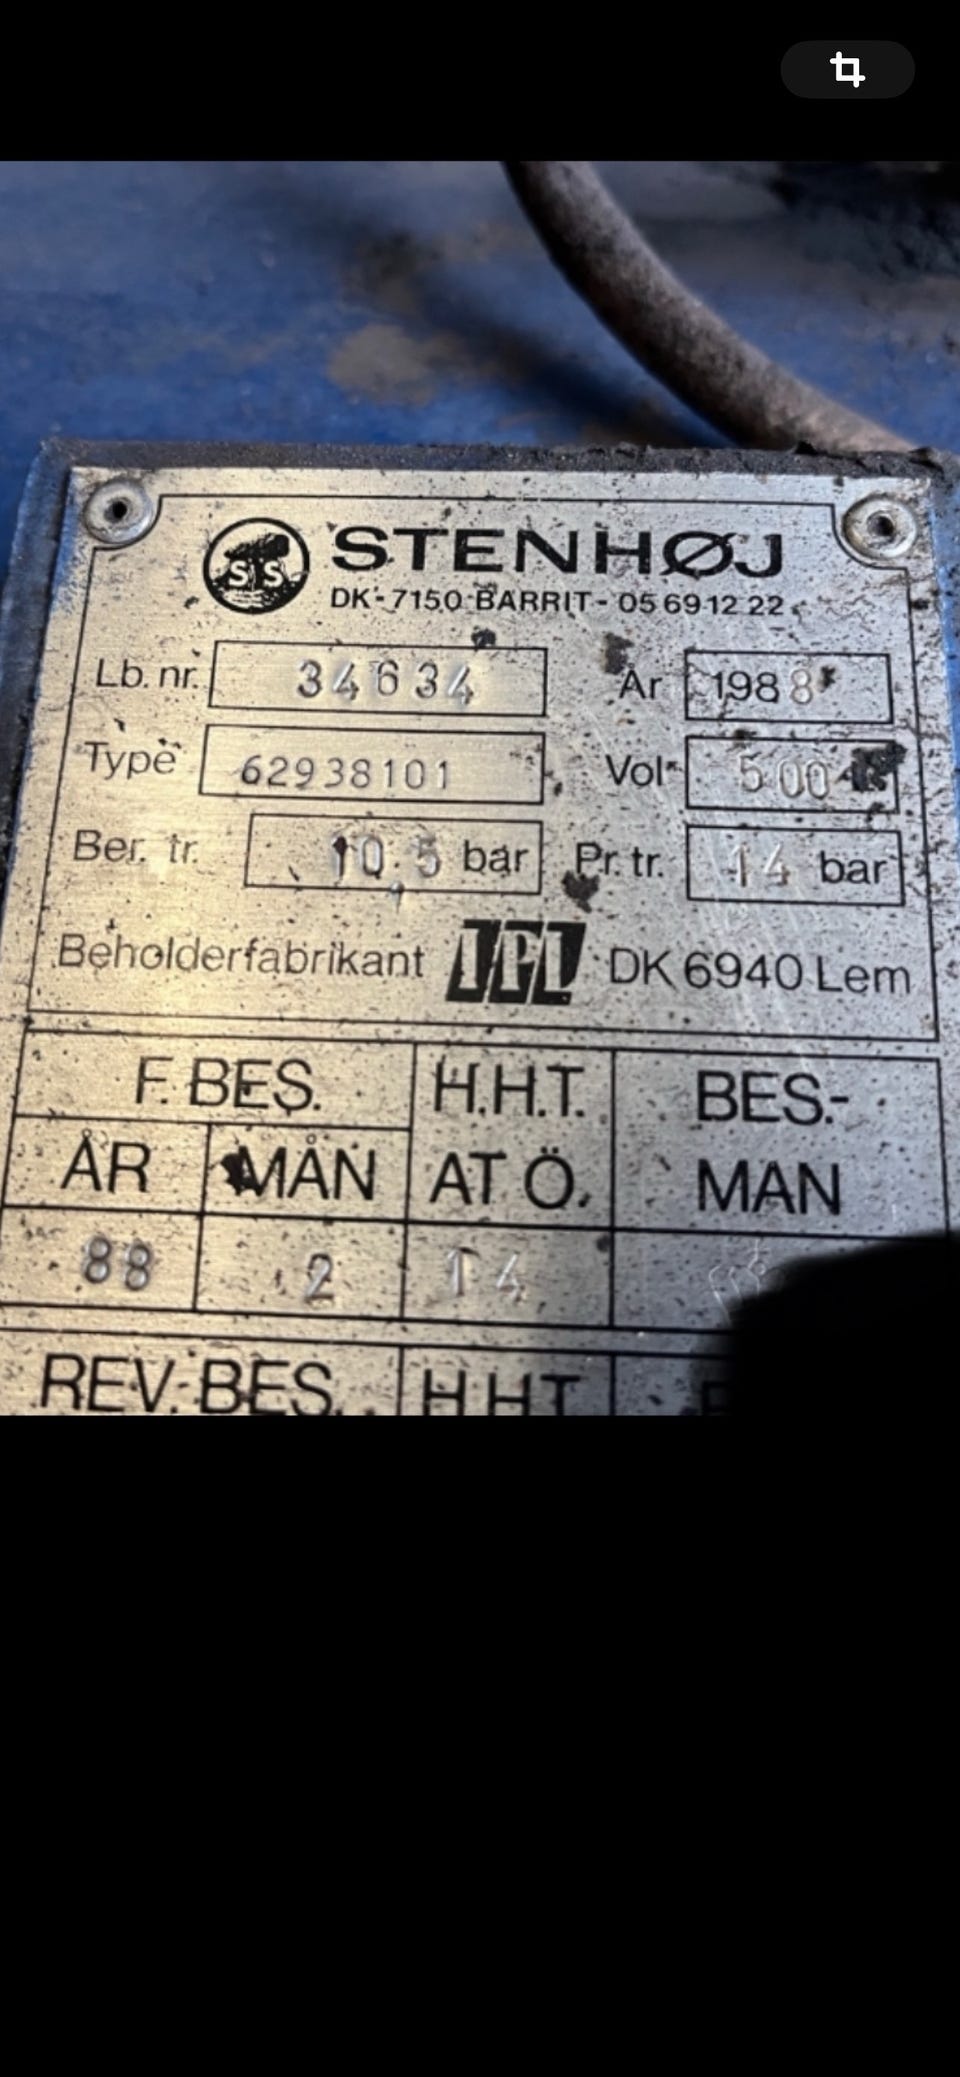 SIS
STENHØJ
DK-7150 BARRIT - 05 69 12 22
Lb. nr. 34634 År 1988
Type 62938101 Vol. 500
Ber. tr. 10.5 bar Pr. tr. 14 bar
Beholderfabrikant IPL DK 6940 Lem
F. BES. H.H.T. BES.-
ÅR MÅN AT Ö. MAN
88 2 14
REV. BES. H.H.T